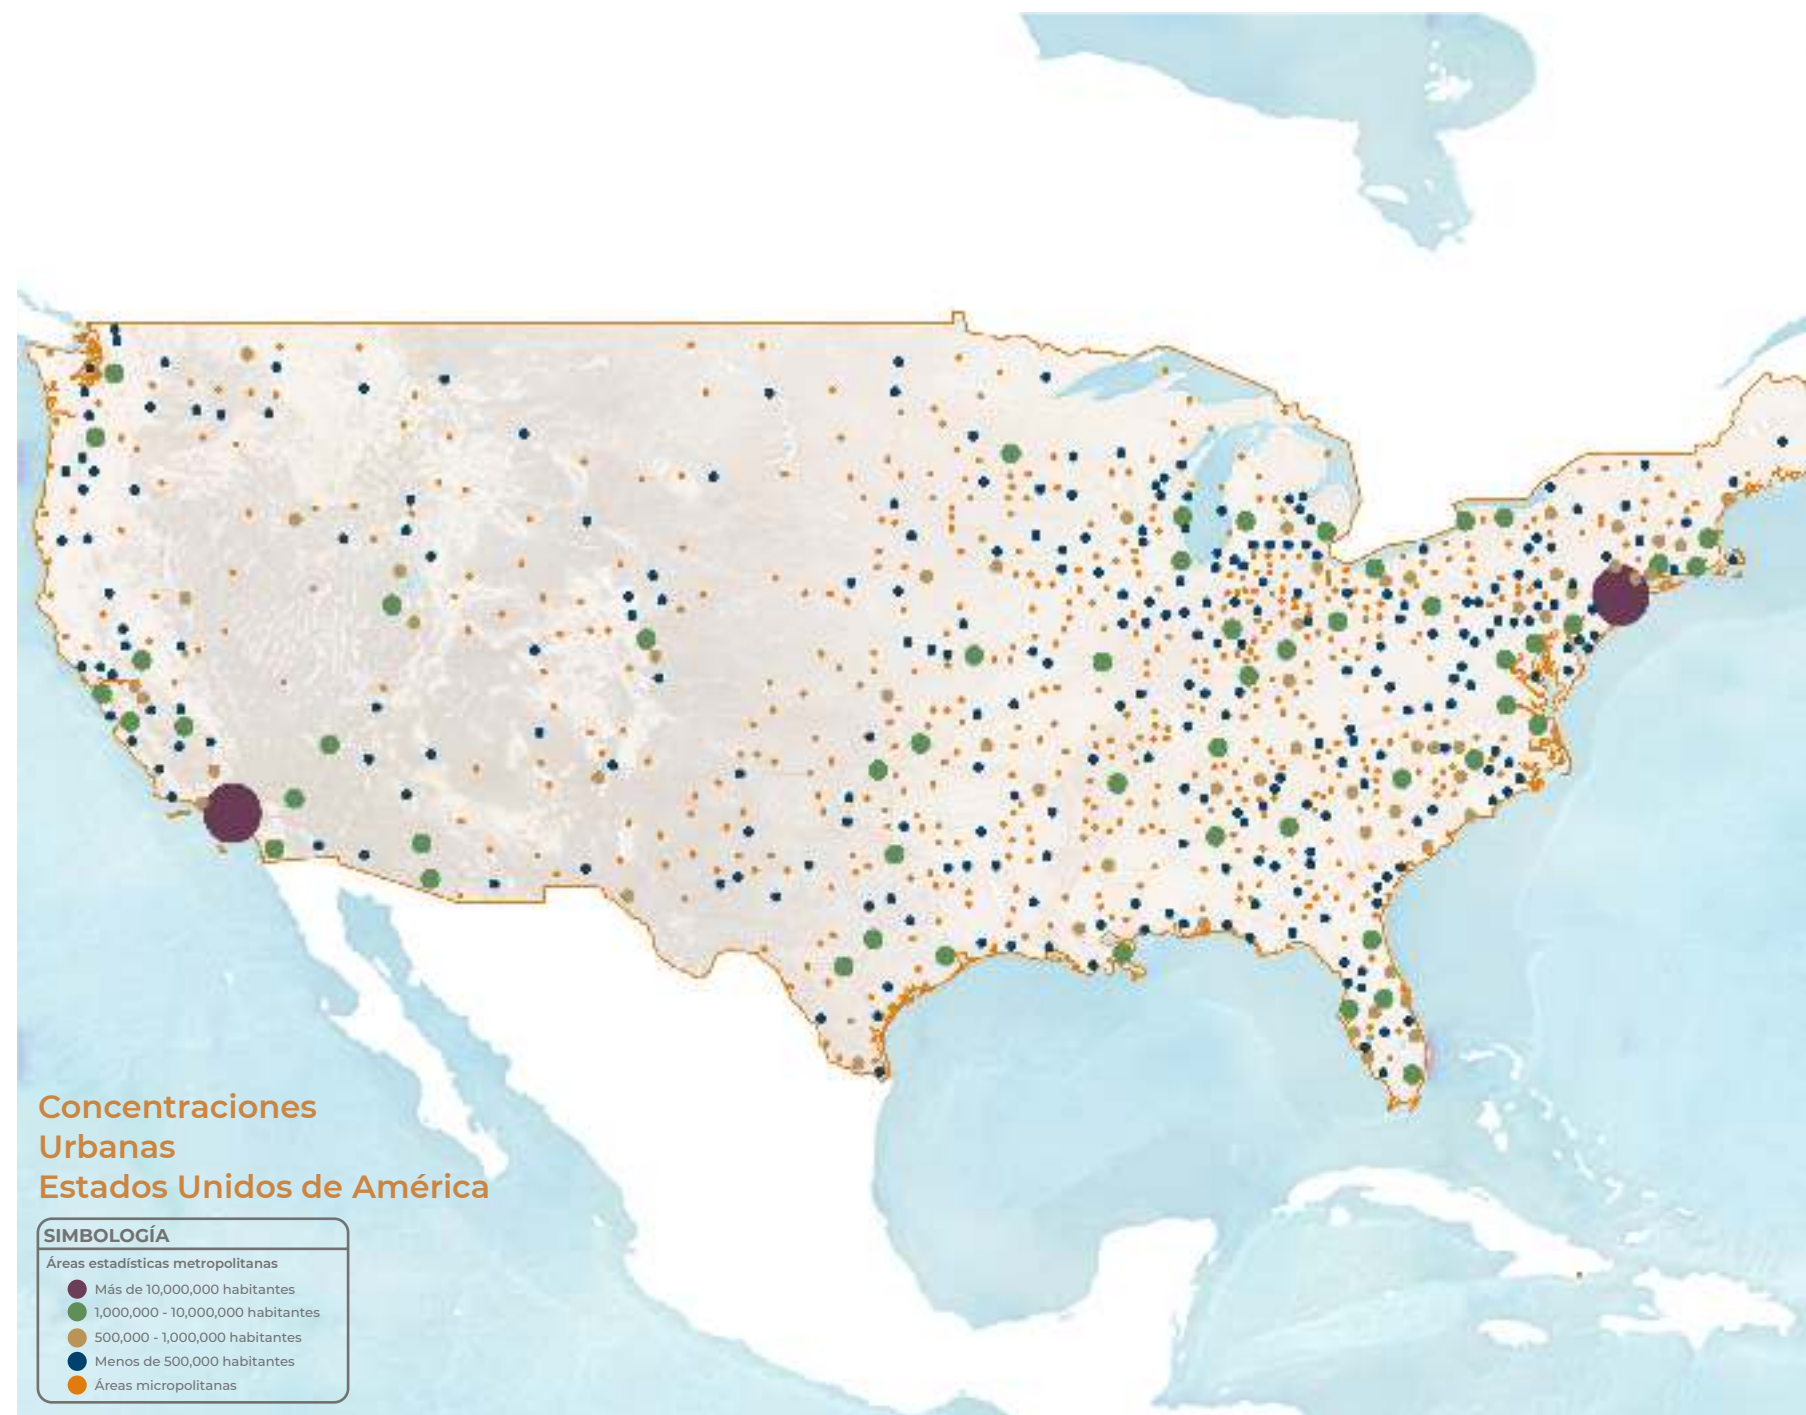 Concentraciones
Urbanas
Estados Unidos de América
SIMBOLOGÍA
Áreas estadísticas metropolitanas
Más de 10,000,000 habitantes
1,000,000 - 10,000,000 habitantes
500,000 - 1,000,000 habitantes
Menos de 500,000 habitantes
Áreas micropolitanas